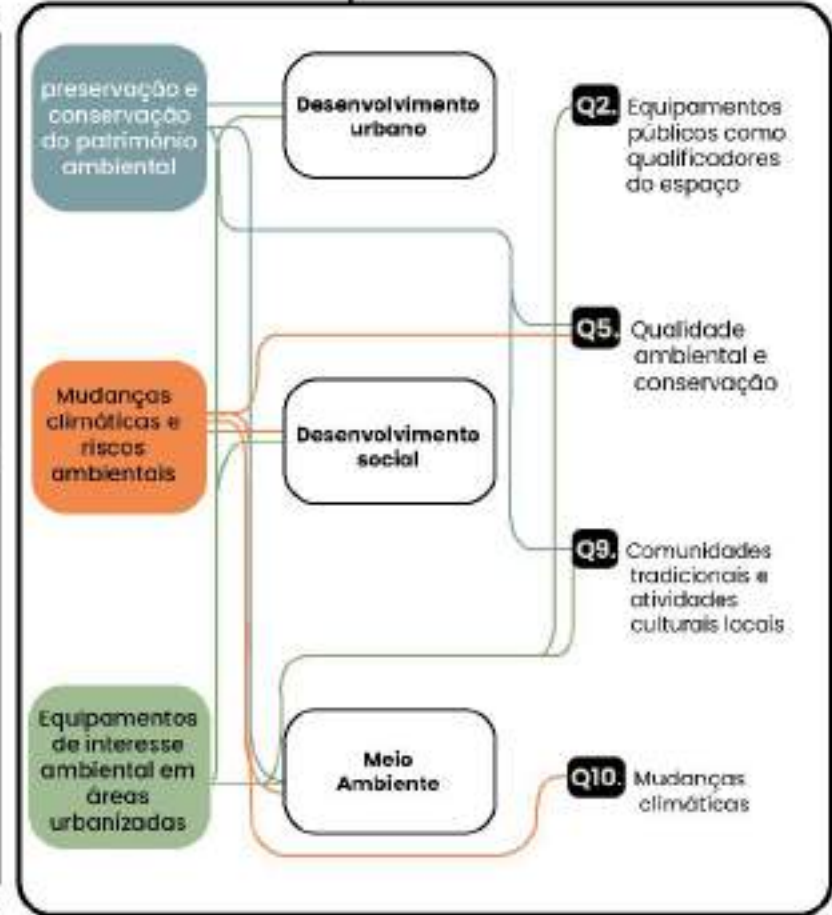 preservação e
conservação
do patrimônio
ambiental
Desenvolvimento
urbano
Q2. Equipamentos
públicos como
qualificadores
do espaço
Mudanças
climáticas e
riscos
ambientais
Desenvolvimento
social
Q5. Qualidade
ambiental e
conservação
Q9. Comunidades
tradicionais e
atividades
culturais locais
Equipamentos
de interesse
ambiental em
áreas
urbanizadas
Meio
Ambiente
Q10. Mudanças
climáticas